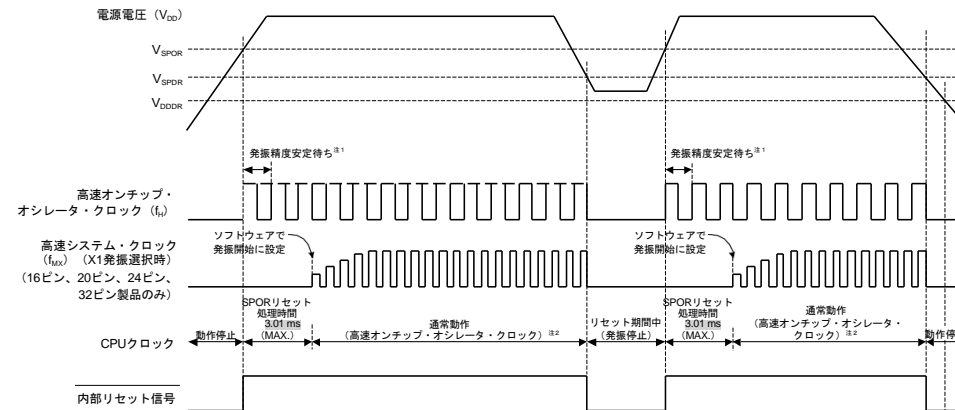 電源電圧（VDD）
VSPOR
VSPDR
VDDDR
発振精度安定待ち注1
発振精度安定待ち注1
高速オンチップ・
オシレータ・クロック（fIH）
ソフトウェアで
発振開始に設定
ソフトウェアで
発振開始に設定
高速システム・クロック
（fMX）（X1発振選択時）
（16ピン、20ピン、24ピン、
32ピン製品のみ）
SPORリセット
処理時間
3.01 ms
（MAX.）
SPORリセット
処理時間
3.01 ms
（MAX.）
CPUクロック
動作停止
通常動作
（高速オンチップ・オシレータ・クロック）注2
リセット期間中
（発振停止）
通常動作
（高速オンチップ・オシレータ・
クロック）注2
動作停
内部リセット信号